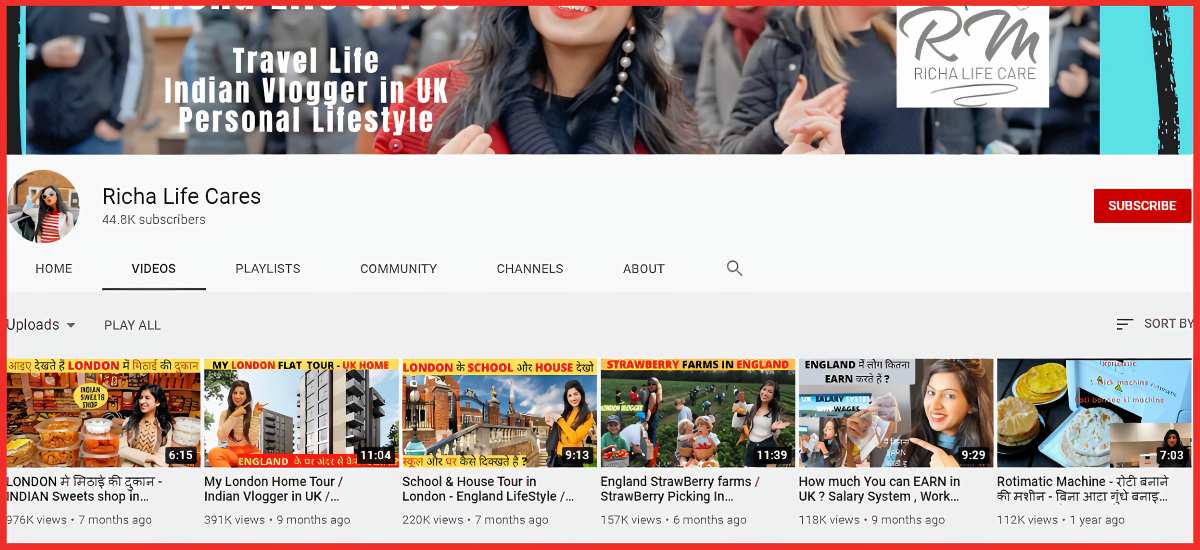 Travel Life
Indian Vlogger in UK
Personal Lifestyle
RM
RICHA LIFE CARE
Richa Life Cares
44.8K subscribers
SUBSCRIBE
HOME
VIDEOS
PLAYLISTS
COMMUNITY
CHANNELS
ABOUT
Uploads
PLAY ALL
SORT BY
आइए देखते हैं LONDON में मिठाई की दुकान
INDIAN
SWEETS
SHOP
6:15
LONDON मे मिठाई की दुकान -
INDIAN Sweets shop in...
976K views • 7 months ago
MY LONDON FLAT TOUR - UK HOME
ENGLAND के घर अंदर से
11:04
My London Home Tour /
Indian Vlogger in UK /...
391K views • 9 months ago
LONDON के SCHOOL और HOUSE देखो
स्कूल और घर कैसे दिक्खते है ?
9:13
School & House Tour in
London - England LifeStyle /...
220K views • 7 months ago
STRAWBERRY FARMS IN ENGLAND
LONDON VLOGGER
11:39
England StrawBerry farms /
StrawBerry Picking In...
157K views • 6 months ago
ENGLAND में लोग कितना
EARN करते हैं ?
UK SALARY SYSTEM
WAGES
9:29
How much You can EARN in
UK ? Salary System , Work...
118K views • 9 months ago
7:03
Rotimatic Machine - रोटी बनाने
की मशीन - बिना आटा गूंधे बनाइ...
112K views • 1 year ago